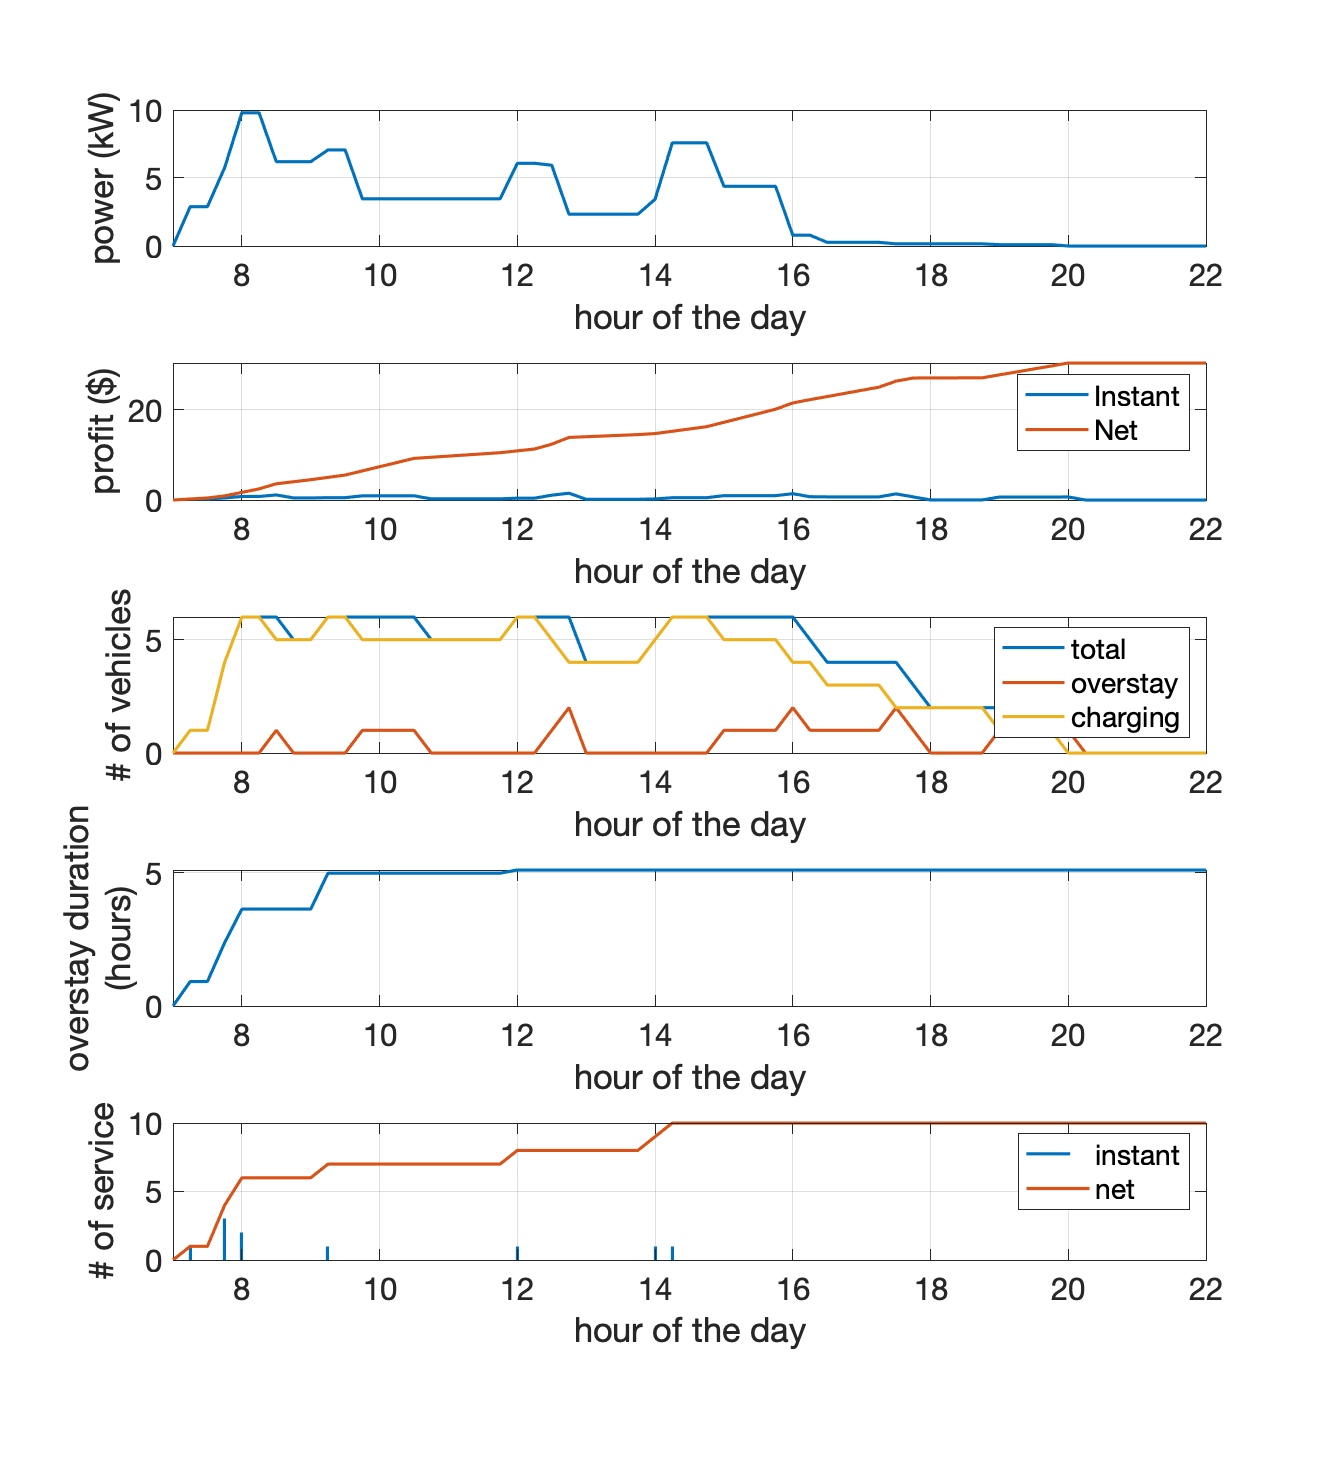 power (kW)
10
5
0
8 10 12 14 16 18 20 22
hour of the day
profit ($)
20
0
Instant
Net
8 10 12 14 16 18 20 22
hour of the day
# of vehicles
5
0
total
overstay
charging
8 10 12 14 16 18 20 22
hour of the day
overstay duration
(hours)
5
0
8 10 12 14 16 18 20 22
hour of the day
# of service
10
5
0
instant
net
8 10 12 14 16 18 20 22
hour of the day